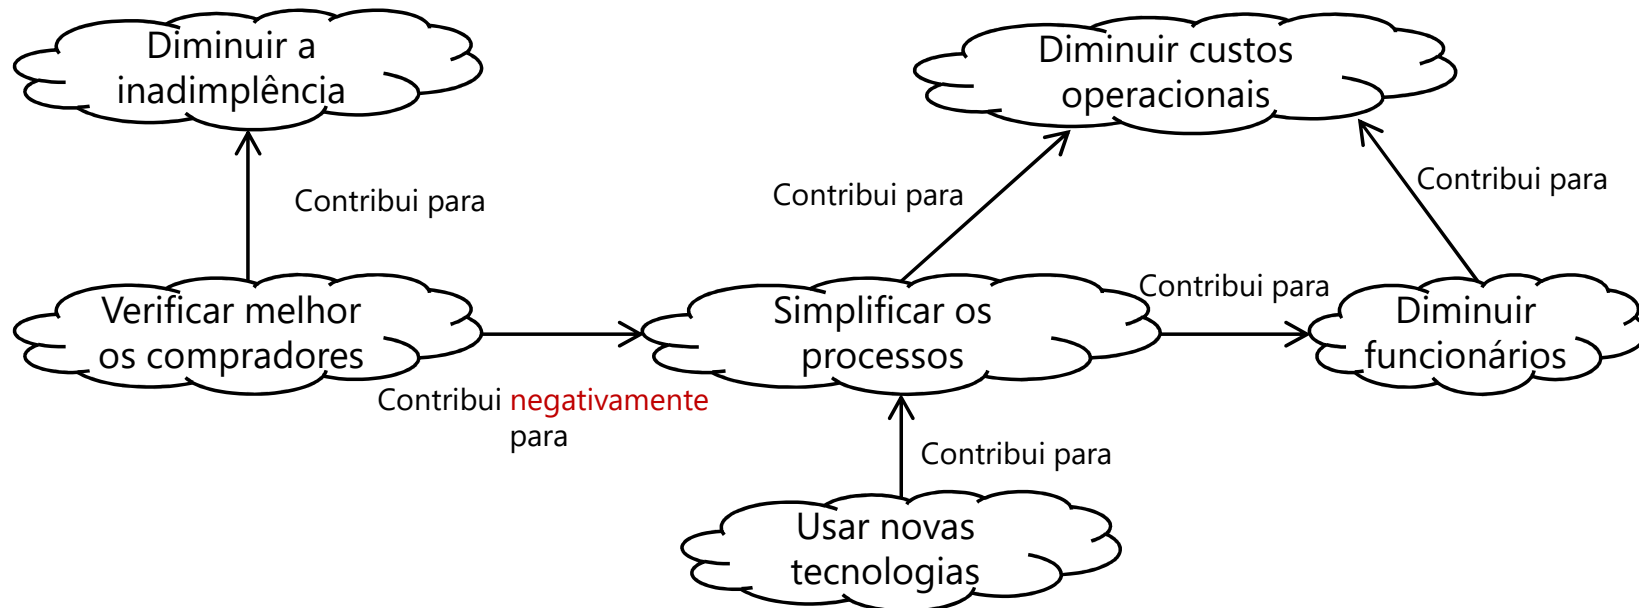 Diminuir a
inadimplência
Diminuir custos
operacionais
Contribui para
Contribui para
Contribui para
Verificar melhor
os compradores
Simplificar os
processos
Contribui para
Diminuir
funcionários
Contribui negativamente
para
Contribui para
Usar novas
tecnologias